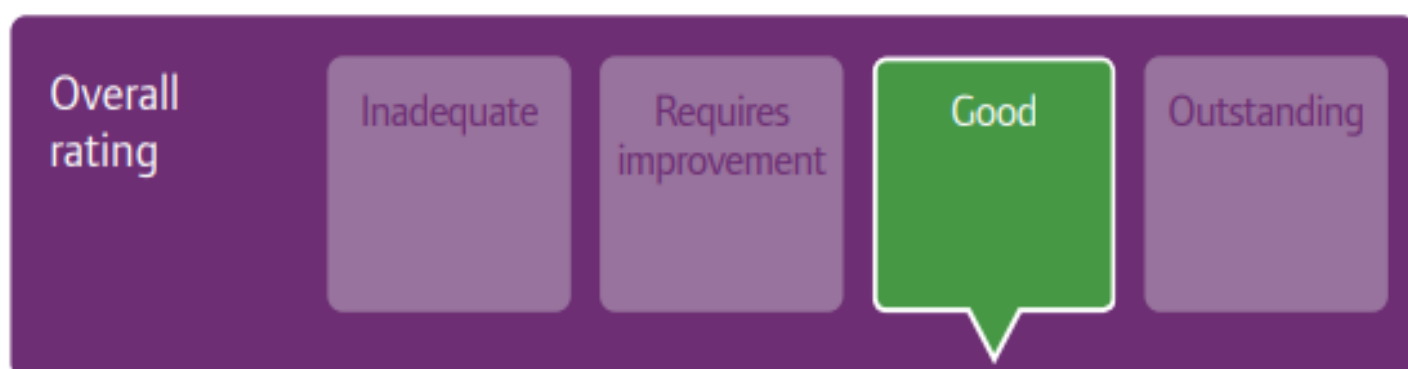 Overall
rating
Inadequate
Requires
improvement
Good
Outstanding